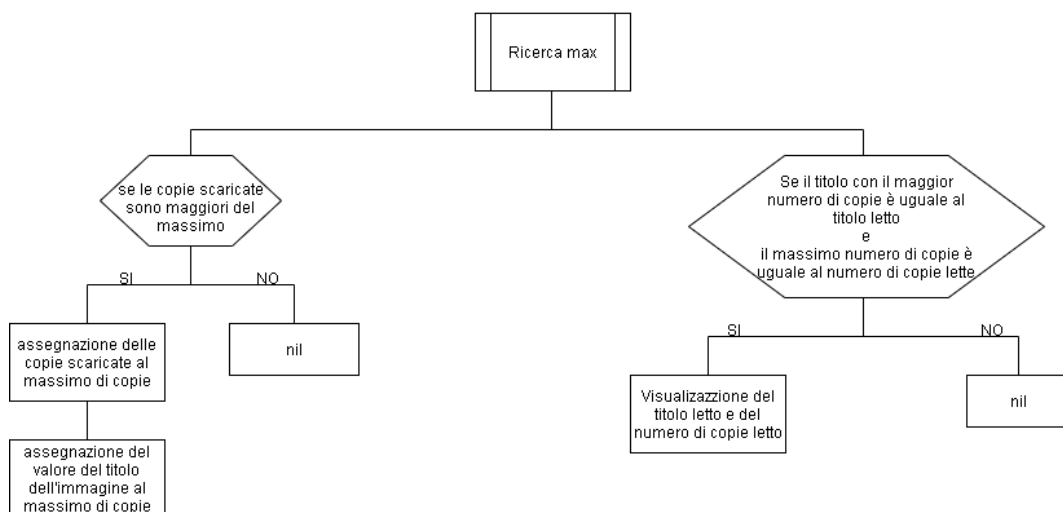 Ricerca max
se le copie scaricate
sono maggiori del
massimo
Se il titolo con il maggior
numero di copie è uguale al
titolo letto
e
il massimo numero di copie è
uguale al numero di copie lette
SI
NO
SI
NO
assegnazione delle
copie scaricate al
massimo di copie
nil
Visualizazzione del
titolo letto e del
numero di copie letto
nil
assegnazione del
valore del titolo
dell'immagine al
massimo di copie